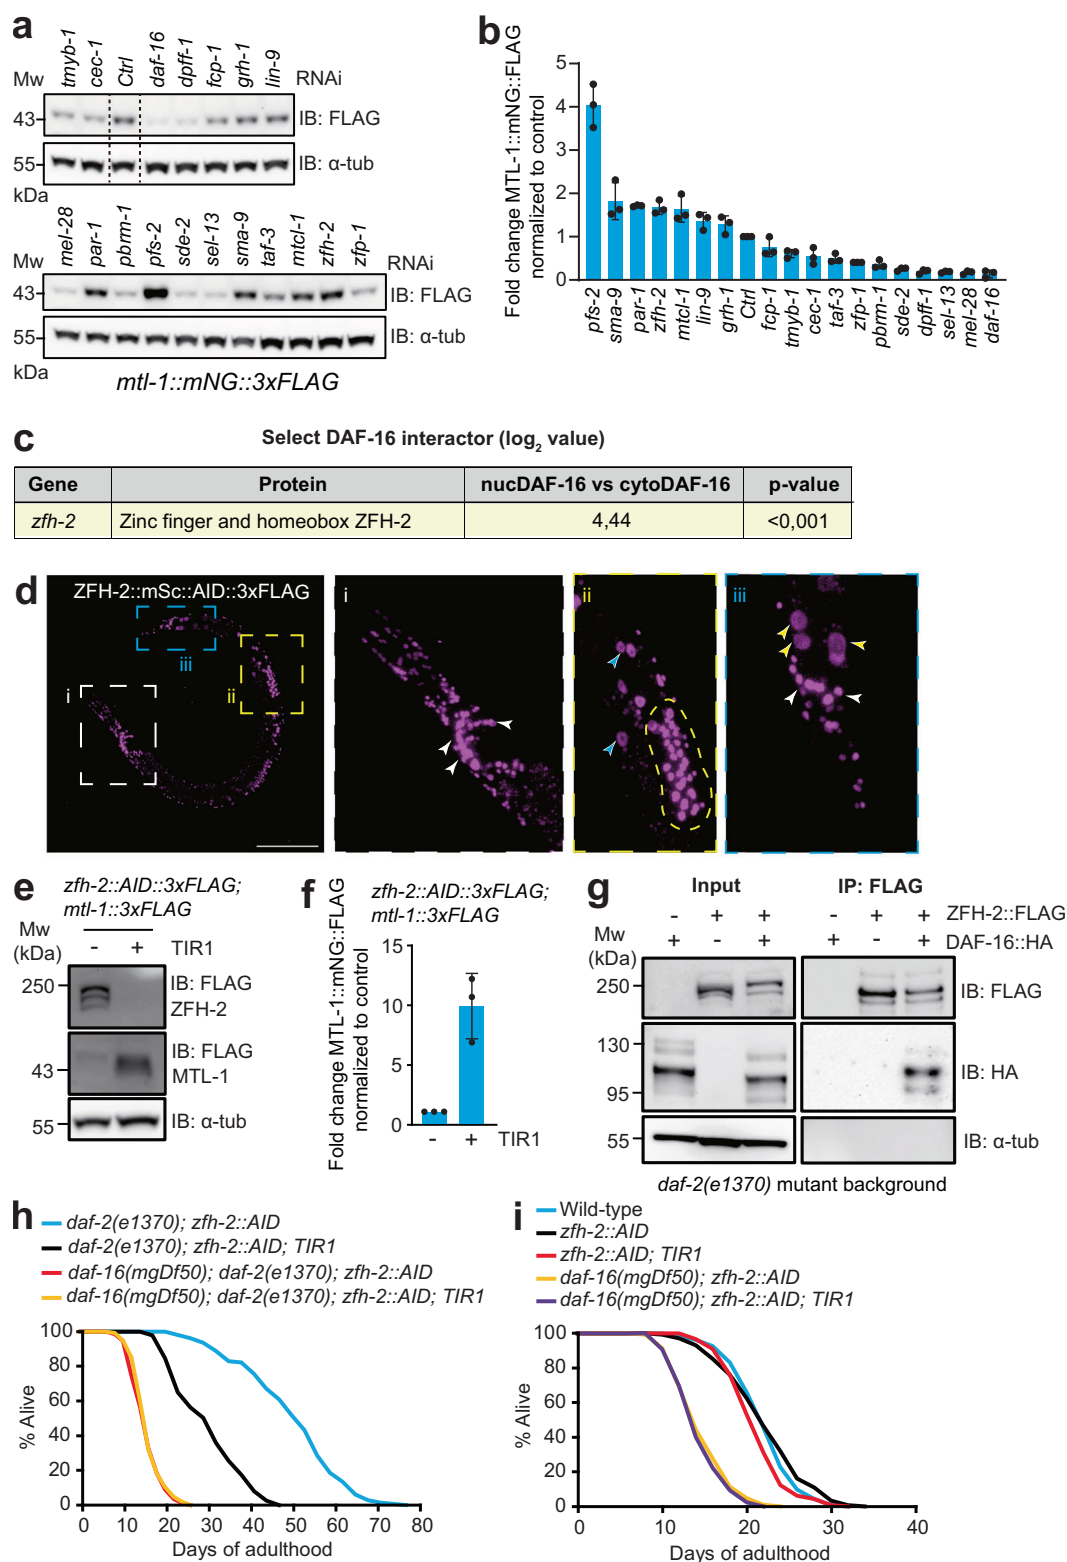 a
tmyb-1 cec-1 Ctrl daf-16 dpff-1 fcp-1 grh-1 lin-9
Mw RNAi
43 IB: FLAG
55 IB: α-tub
kDa
mel-28 par-1 pbrm-1 pfs-2 sde-2 sel-13 sma-9 taf-3 mtcl-1 zfh-2 zfp-1
Mw RNAi
43 IB: FLAG
55 IB: α-tub
kDa
mtl-1::mNG::3xFLAG
b
Fold change MTL-1::mNG::FLAG
normalized to control
5
4
3
2
1
0
pfs-2 sma-9 par-1 zfh-2 mtcl-1 lin-9 grh-1 Ctrl fcp-1 tmyb-1 cec-1 taf-3 zfp-1 pbrm-1 sde-2 dpff-1 sel-13 mel-28 daf-16
c
Select DAF-16 interactor (log2 value)
Gene Protein nucDAF-16 vs cytoDAF-16 p-value
zfh-2 Zinc finger and homeobox ZFH-2 4,44 <0,001
d
ZFH-2::mSc::AID::3xFLAG
i
ii
iii
i
ii
iii
e
zfh-2::AID::3xFLAG;
mtl-1::3xFLAG
Mw
(kDa)
- + TIR1
250 IB: FLAG
ZFH-2
IB: FLAG
43 MTL-1
55 IB: α-tub
f
zfh-2::AID::3xFLAG;
mtl-1::3xFLAG
Fold change MTL-1::mNG::FLAG
normalized to control
15
10
5
0
- + TIR1
g
Input IP: FLAG
- + + - + + ZFH-2::FLAG
+ - + + - + DAF-16::HA
Mw
(kDa)
250 IB: FLAG
130
IB: HA
95
55 IB: α-tub
daf-2(e1370) mutant background
h
daf-2(e1370); zfh-2::AID
daf-2(e1370); zfh-2::AID; TIR1
daf-16(mgDf50); daf-2(e1370); zfh-2::AID
daf-16(mgDf50); daf-2(e1370); zfh-2::AID; TIR1
% Alive
100
80
60
40
20
0
0 10 20 30 40 50 60 70 80
Days of adulthood
i
Wild-type
zfh-2::AID
zfh-2::AID; TIR1
daf-16(mgDf50); zfh-2::AID
daf-16(mgDf50); zfh-2::AID; TIR1
% Alive
100
80
60
40
20
0
0 10 20 30 40
Days of adulthood